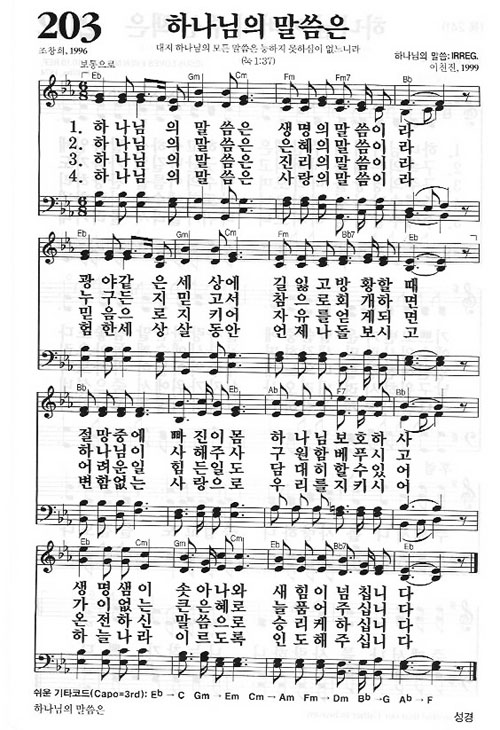 203 하나님의 말씀은
대저 하나님의 모든 말씀은 능하지 못하심이 없느니라
(눅 1:37)
조창희, 1996
하나님의 말씀: IRREG.
이천진, 1999
보통으로
Eb Gm Cm Fm Fm7 Bb
1. 하나님 의 말 씀은 생명의말씀이 라
2. 하나님 의 말 씀은 은혜의말씀이 라
3. 하나님 의 말 씀은 진리의말씀이 라
4. 하나님 의 말 씀은 사랑의말씀이 라
Eb Gm Cm Fm Bb7 Eb
광야같 은 세 상에 길잃고방황할 때
누구든 지 믿 고서 참으로회개하 면
믿음으 로 지 키어 자유를얻게되 면
험한세 상 살 동안 언제나돌보시 고
Bb Bb7 Eb Ab F7 Bb
절망중에 빠 진이몸 하나님보호하 사
하나님이 사 해주사 구원함베푸시 고
어려운일 힘 든일도 담대히할수있 어
변함없는 사 랑으로 우리를지키시 어
Eb Cm Gm Cm Eb Bb7 Eb
생명샘이 솟 아나와 새힘이넘칩니 다
가이없는 큰 은혜로 늘품어주십니 다
온전하신 말 씀으로 승리케하십니 다
하늘나라 이 르도록 인도해주십니 다
쉬운 기타코드(Capo=3rd): Eb → C Gm → Em Cm → Am Fm → Dm Bb → G Ab → F
하나님의 말씀은
성경